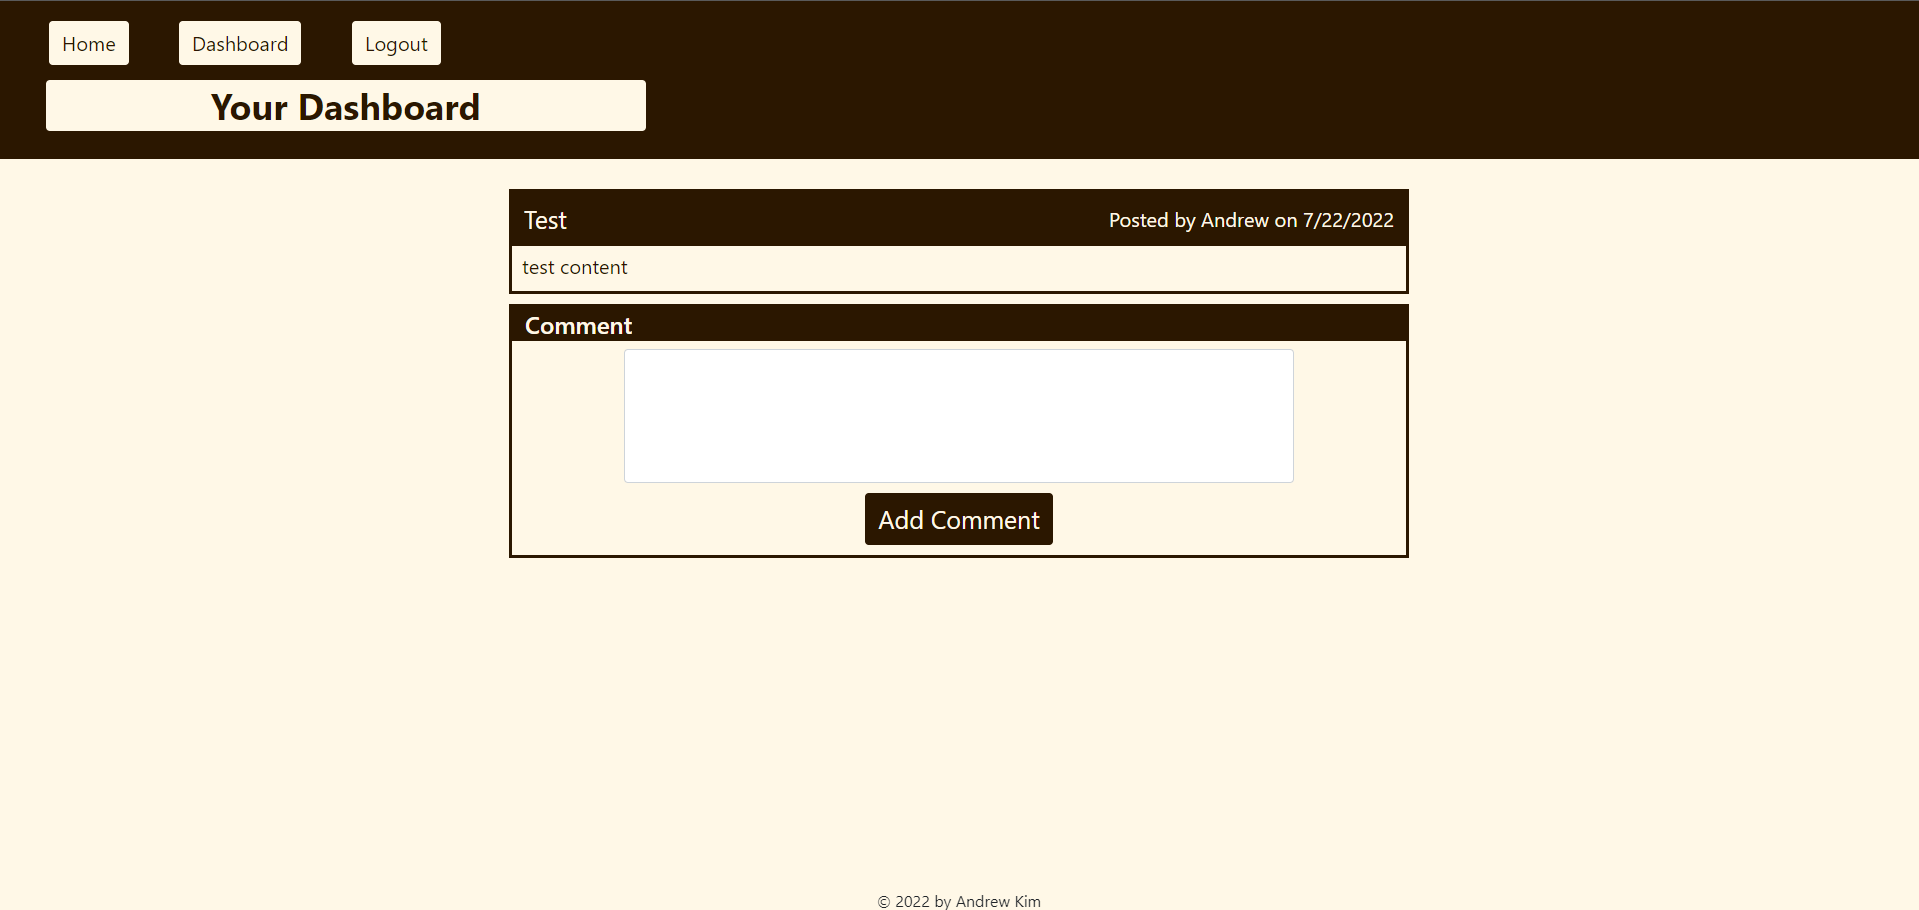 Home Dashboard Logout
Your Dashboard
Test Posted by Andrew on 7/22/2022
test content
Comment
Add Comment
© 2022 by Andrew Kim